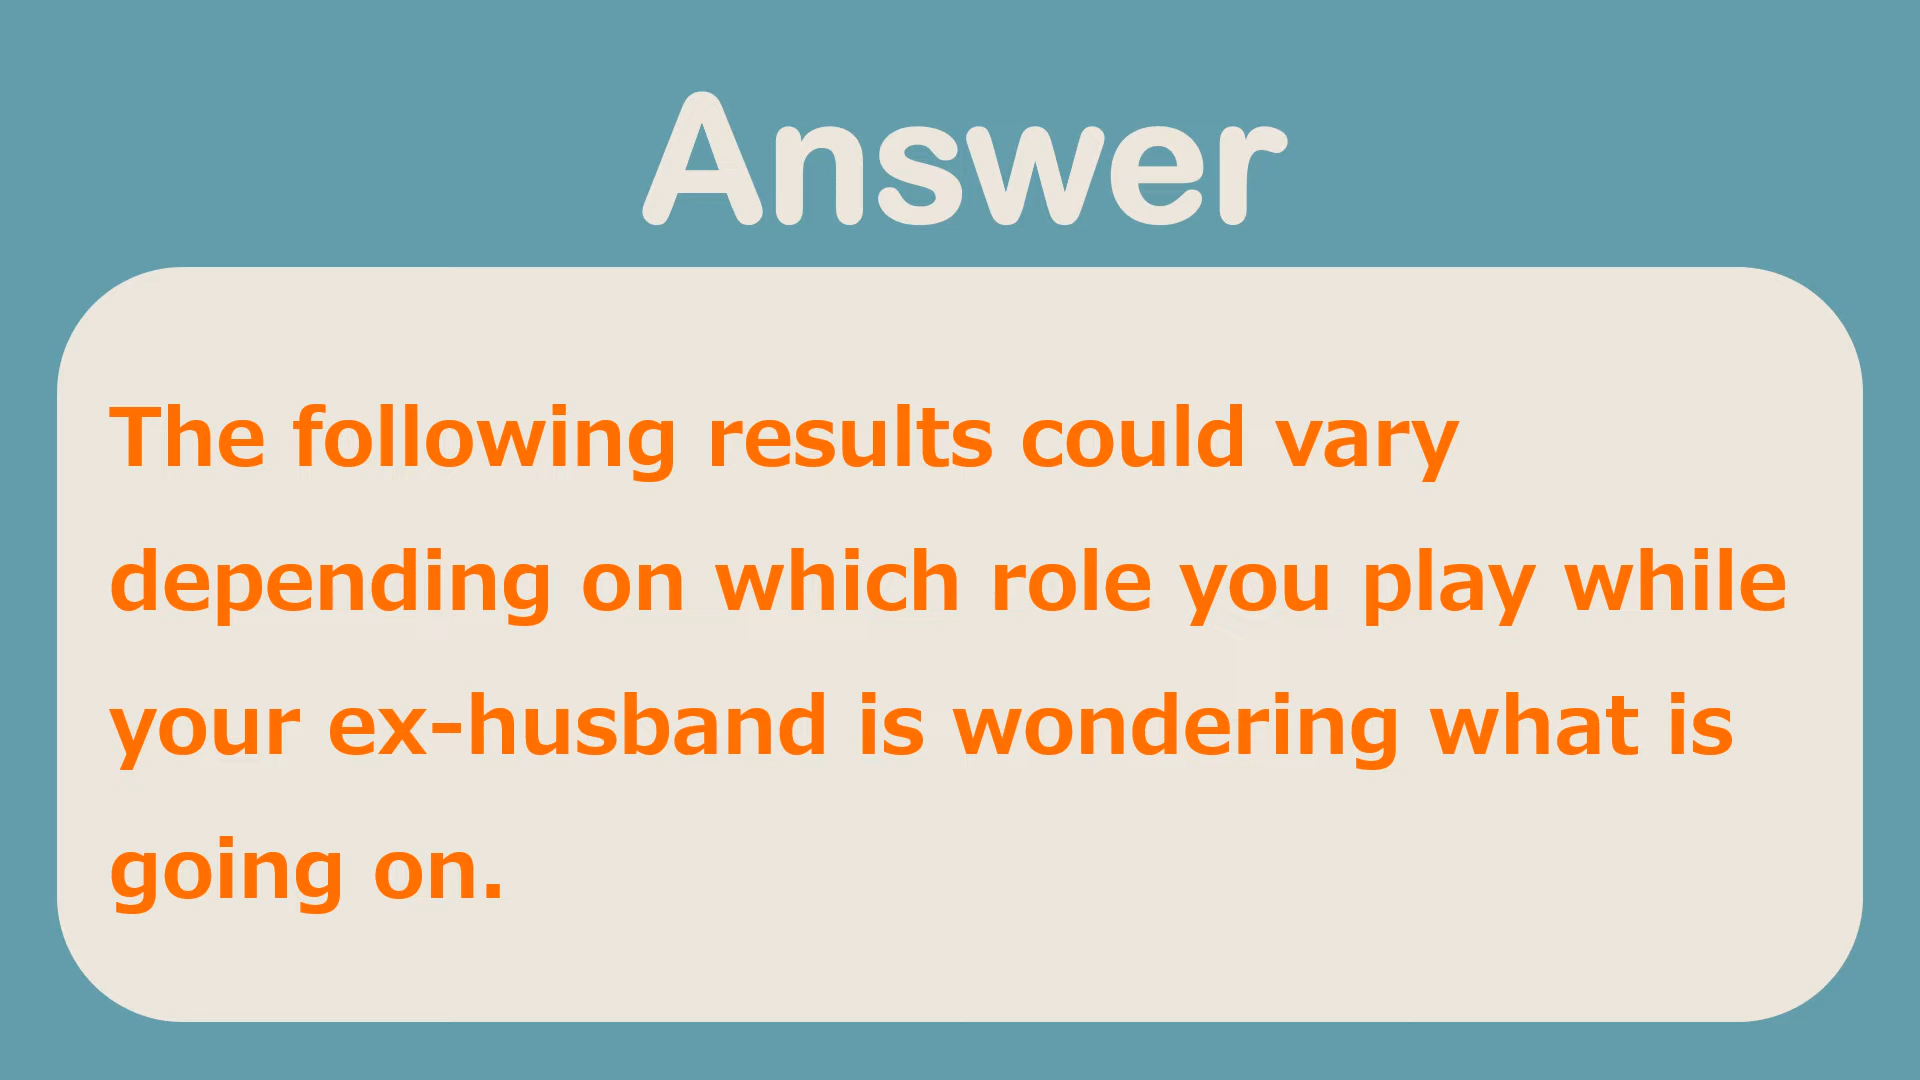 Answer
The following results could vary
depending on which role you play while
your ex-husband is wondering what is
going on.